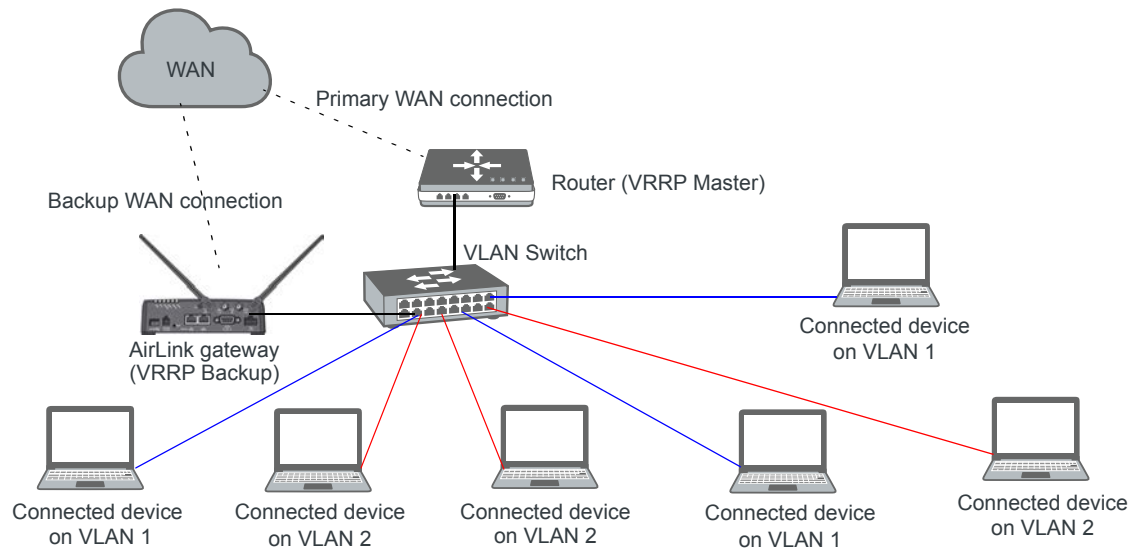 WAN
Primary WAN connection
Router (VRRP Master)
Backup WAN connection
VLAN Switch
AirLink gateway
(VRRP Backup)
Connected device
on VLAN 1
Connected device
on VLAN 1
Connected device
on VLAN 2
Connected device
on VLAN 2
Connected device
on VLAN 1
Connected device
on VLAN 2